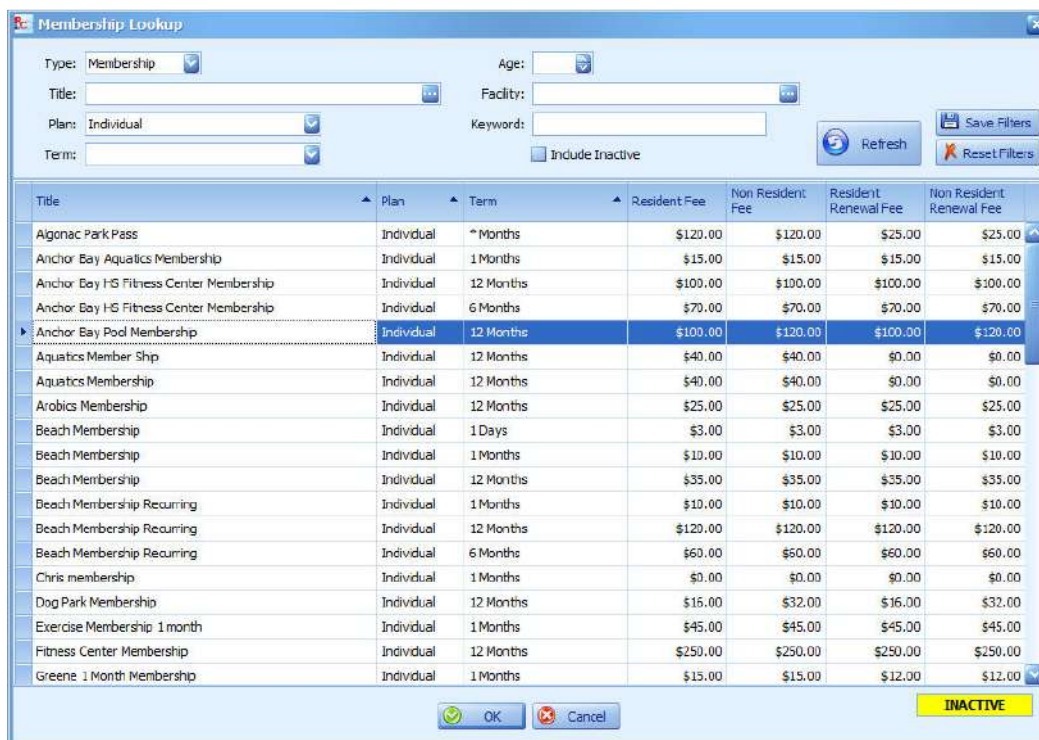 Membership Lookup
Type: Membership Age:
Title: Facility:
Plan: Individual Keyword:
Term: Include Inactive
Refresh
Save Filters
Reset Filters
Title Plan Term Resident Fee Non Resident Fee Resident Renewal Fee Non Resident Renewal Fee
Algonac Park Pass Individual * Months $120.00 $120.00 $25.00 $25.00
Anchor Bay Aquatics Membership Individual 1 Months $15.00 $15.00 $15.00 $15.00
Anchor Bay HS Fitness Center Membership Individual 12 Months $100.00 $100.00 $100.00 $100.00
Anchor Bay HS Fitness Center Membership Individual 6 Months $70.00 $70.00 $70.00 $70.00
Anchor Bay Pool Membership Individual 12 Months $100.00 $120.00 $100.00 $120.00
Aquatics Member Ship Individual 12 Months $40.00 $40.00 $0.00 $0.00
Aquatics Membership Individual 12 Months $40.00 $40.00 $0.00 $0.00
Arobics Membership Individual 12 Months $25.00 $25.00 $25.00 $25.00
Beach Membership Individual 1 Days $3.00 $3.00 $3.00 $3.00
Beach Membership Individual 1 Months $10.00 $10.00 $10.00 $10.00
Beach Membership Individual 12 Months $35.00 $35.00 $35.00 $35.00
Beach Membership Recurring Individual 1 Months $10.00 $10.00 $10.00 $10.00
Beach Membership Recurring Individual 12 Months $120.00 $120.00 $120.00 $120.00
Beach Membership Recurring Individual 6 Months $60.00 $60.00 $60.00 $60.00
Chris membership Individual 1 Months $0.00 $0.00 $0.00 $0.00
Dog Park Membership Individual 12 Months $16.00 $32.00 $16.00 $32.00
Exercise Membership 1 month Individual 1 Months $45.00 $45.00 $45.00 $45.00
Fitness Center Membership Individual 12 Months $250.00 $250.00 $250.00 $250.00
Greene 1 Month Membership Individual 1 Months $15.00 $15.00 $12.00 $12.00
OK Cancel
INACTIVE